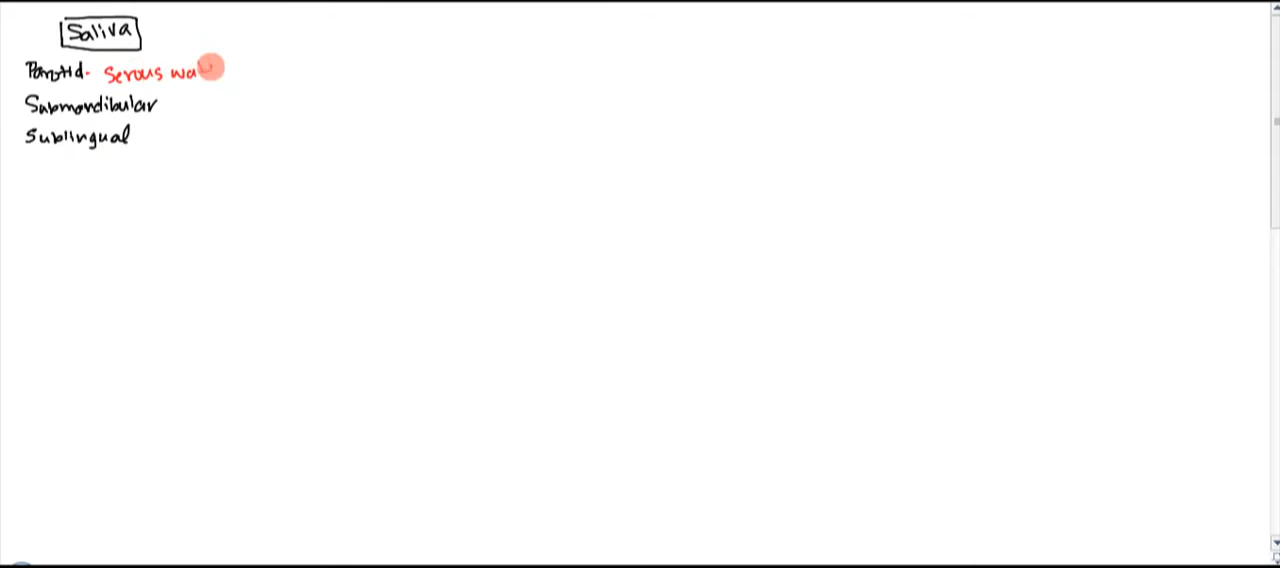 Saliva
Parotid. Serous wa
Submandibular
Sublingual